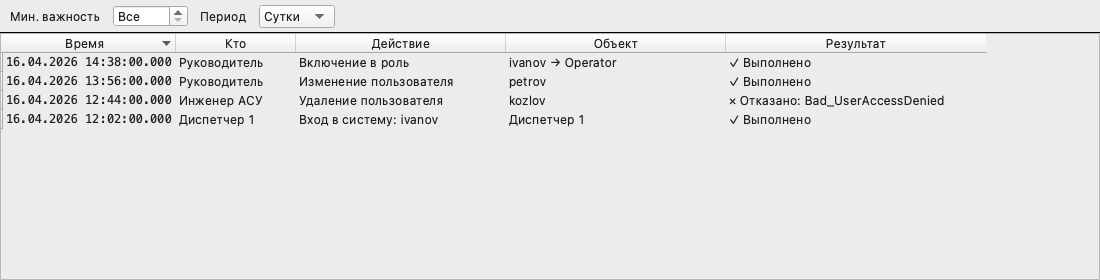 Мин. важность Все Период Сутки
Время Кто Действие Объект Результат
16.04.2026 14:38:00.000 Руководитель Включение в роль ivanov → Operator ✓ Выполнено
16.04.2026 13:56:00.000 Руководитель Изменение пользователя petrov ✓ Выполнено
16.04.2026 12:44:00.000 Инженер АСУ Удаление пользователя kozlov × Отказано: Bad_UserAccessDenied
16.04.2026 12:02:00.000 Диспетчер 1 Вход в систему: ivanov Диспетчер 1 ✓ Выполнено